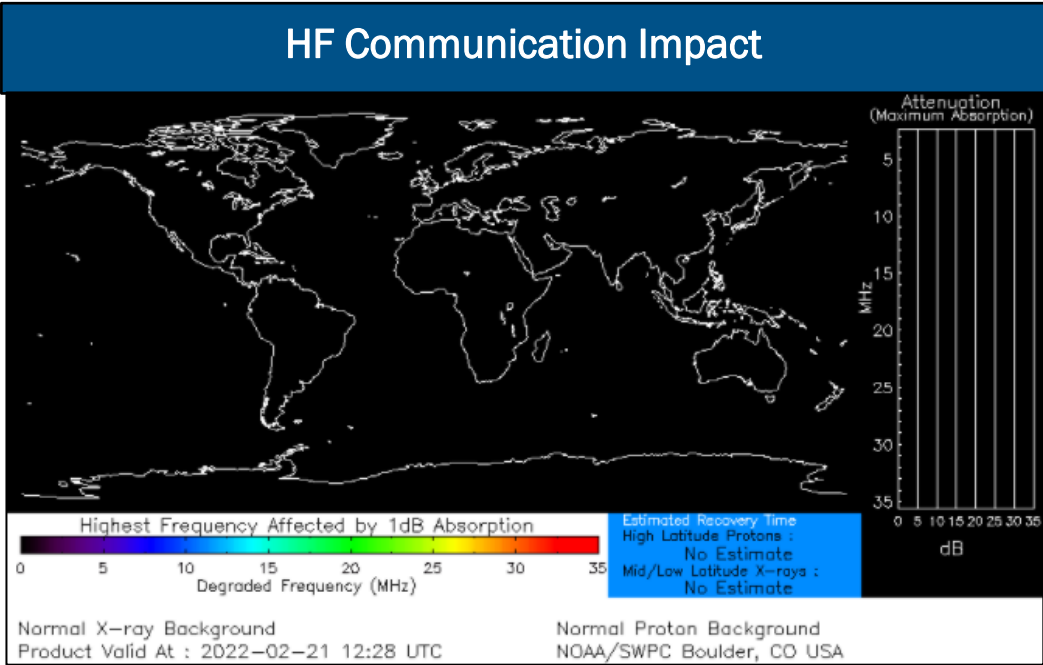 HF Communication Impact
Attenuation
(Maximum Absorption)
5
10
15
20
25
30
35
MHz
0 5 10 15 20 25 30 35
dB
Highest Frequency Affected by 1dB Absorption
0 5 10 15 20 25 30 35
Degraded Frequency (MHz)
Estimated Recovery Time
High Latitude Protons :
No Estimate
Mid/Low Latitude X-rays :
No Estimate
Normal X-ray Background
Product Valid At : 2022-02-21 12:28 UTC
Normal Proton Background
NOAA/SWPC Boulder, CO USA